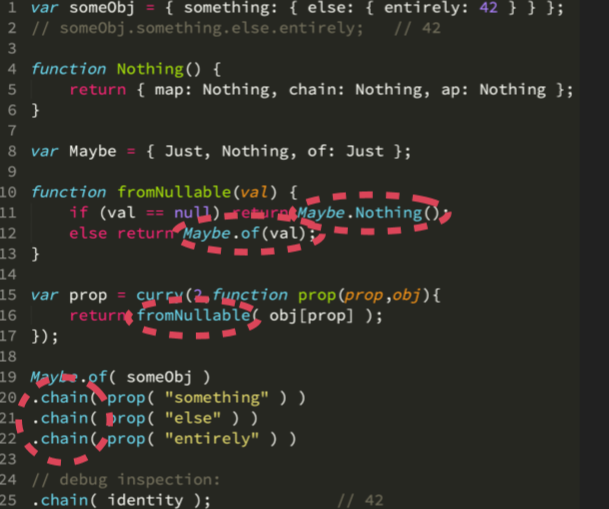 1 var someObj = { something: { else: { entirely: 42 } } };
2 // someObj.something.else.entirely;   // 42
3
4 function Nothing() {
5     return { map: Nothing, chain: Nothing, ap: Nothing };
6 }
7
8 var Maybe = { Just, Nothing, of: Just };
9
10 function fromNullable(val) {
11     if (val == null) return Maybe.Nothing();
12     else return Maybe.of(val);
13 }
14
15 var prop = curry(2,function prop(prop,obj){
16     return fromNullable( obj[prop] );
17 });
18
19 Maybe.of( someObj )
20 .chain( prop( "something" ) )
21 .chain( prop( "else" ) )
22 .chain( prop( "entirely" ) )
23
24 // debug inspection:
25 .chain( identity );             // 42